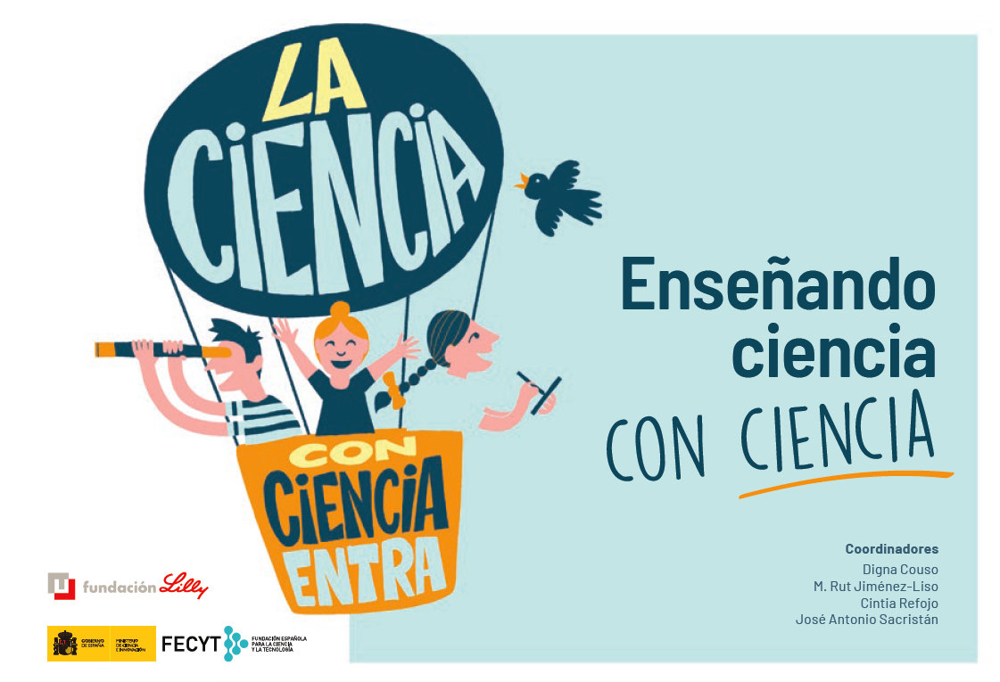 LA
CIENCIA
CON
CIENCIA
ENTRA
Enseñando
ciencia
CON CIENCIA
Coordinadores
Digna Couso
M. Rut Jiménez-Liso
Cintia Refojo
José Antonio Sacristán
fundación Lilly
GOBIERNO
DE ESPAÑA
MINISTERIO
DE CIENCIA
E INNOVACIÓN
FECYT
FUNDACIÓN ESPAÑOLA
PARA LA CIENCIA
Y LA TECNOLOGÍA